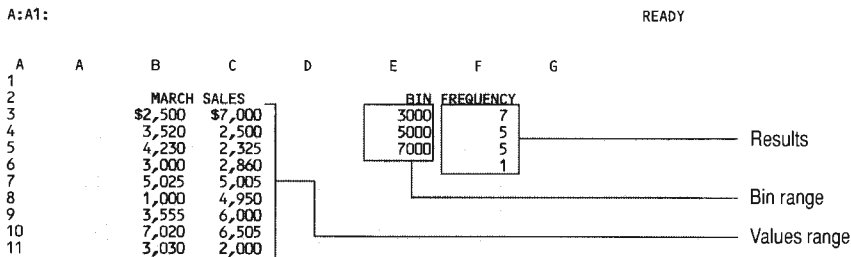 A:A1: READY
A A B C D E F G
1
2 MARCH SALES BIN FREQUENCY
3 $2,500 $7,000 3000 7
4 3,520 2,500 5000 5
5 4,230 2,325 7000 5 Results
6 3,000 2,860 1
7 5,025 5,005
8 1,000 4,950 Bin range
9 3,555 6,000
10 7,020 6,505 Values range
11 3,030 2,000